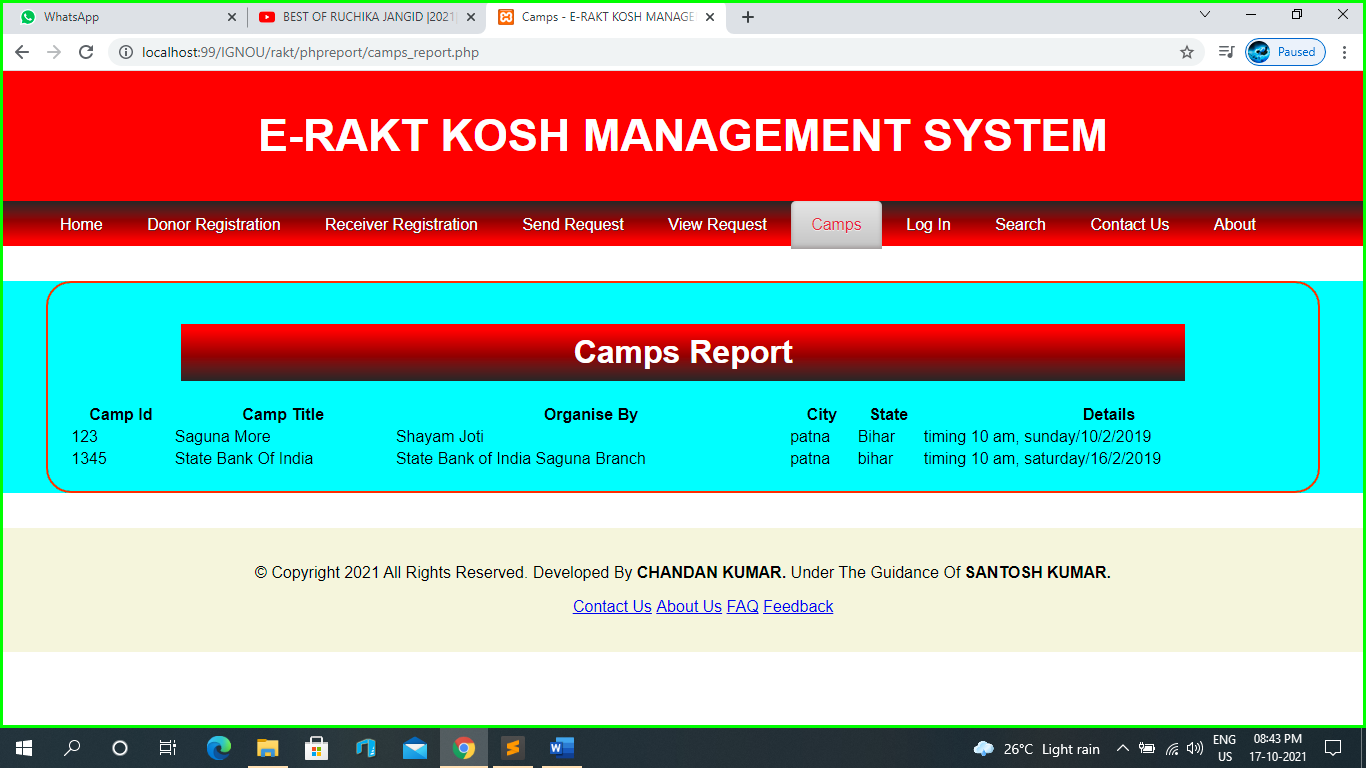 WhatsApp
BEST OF RUCHIKA JANGID |2021|
Camps - E-RAKT KOSH MANAGE
localhost:99/IGNOU/rakt/phpreport/camps_report.php
Paused
E-RAKT KOSH MANAGEMENT SYSTEM
Home Donor Registration Receiver Registration Send Request View Request Camps Log In Search Contact Us About
Camps Report
Camp Id Camp Title Organise By City State Details
123 Saguna More Shayam Joti patna Bihar timing 10 am, sunday/10/2/2019
1345 State Bank Of India State Bank of India Saguna Branch patna bihar timing 10 am, saturday/16/2/2019
© Copyright 2021 All Rights Reserved. Developed By CHANDAN KUMAR. Under The Guidance Of SANTOSH KUMAR.
Contact Us About Us FAQ Feedback
26°C Light rain
ENG
US
08:43 PM
17-10-2021